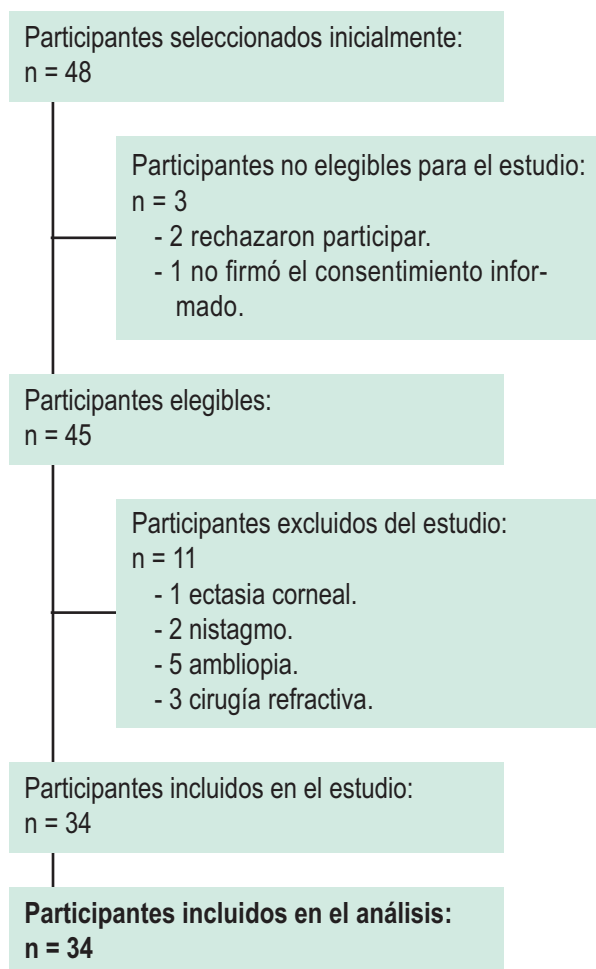 Participantes seleccionados inicialmente:
n = 48
Participantes no elegibles para el estudio:
n = 3
- 2 rechazaron participar.
- 1 no firmó el consentimiento infor-
mado.
Participantes elegibles:
n = 45
Participantes excluidos del estudio:
n = 11
- 1 ectasia corneal.
- 2 nistagmo.
- 5 ambliopia.
- 3 cirugía refractiva.
Participantes incluidos en el estudio:
n = 34
Participantes incluidos en el análisis:
n = 34